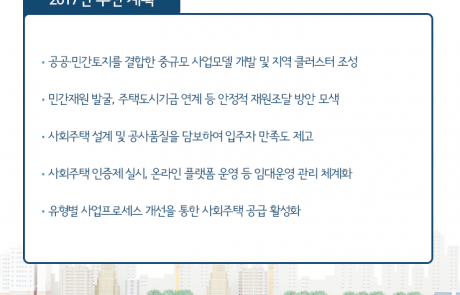 2017년 추진 계획
• 공공·민간토지를 결합한 중규모 사업모델 개발 및 지역 클러스터 조성
• 민간재원 발굴, 주택도시기금 연계 등 안정적 재원조달 방안 모색
• 사회주택 설계 및 공사품질을 담보하여 입주자 만족도 제고
• 사회주택 인증제 실시, 온라인 플랫폼 운영 등 임대운영 관리 체계화
• 유형별 사업프로세스 개선을 통한 사회주택 공급 활성화